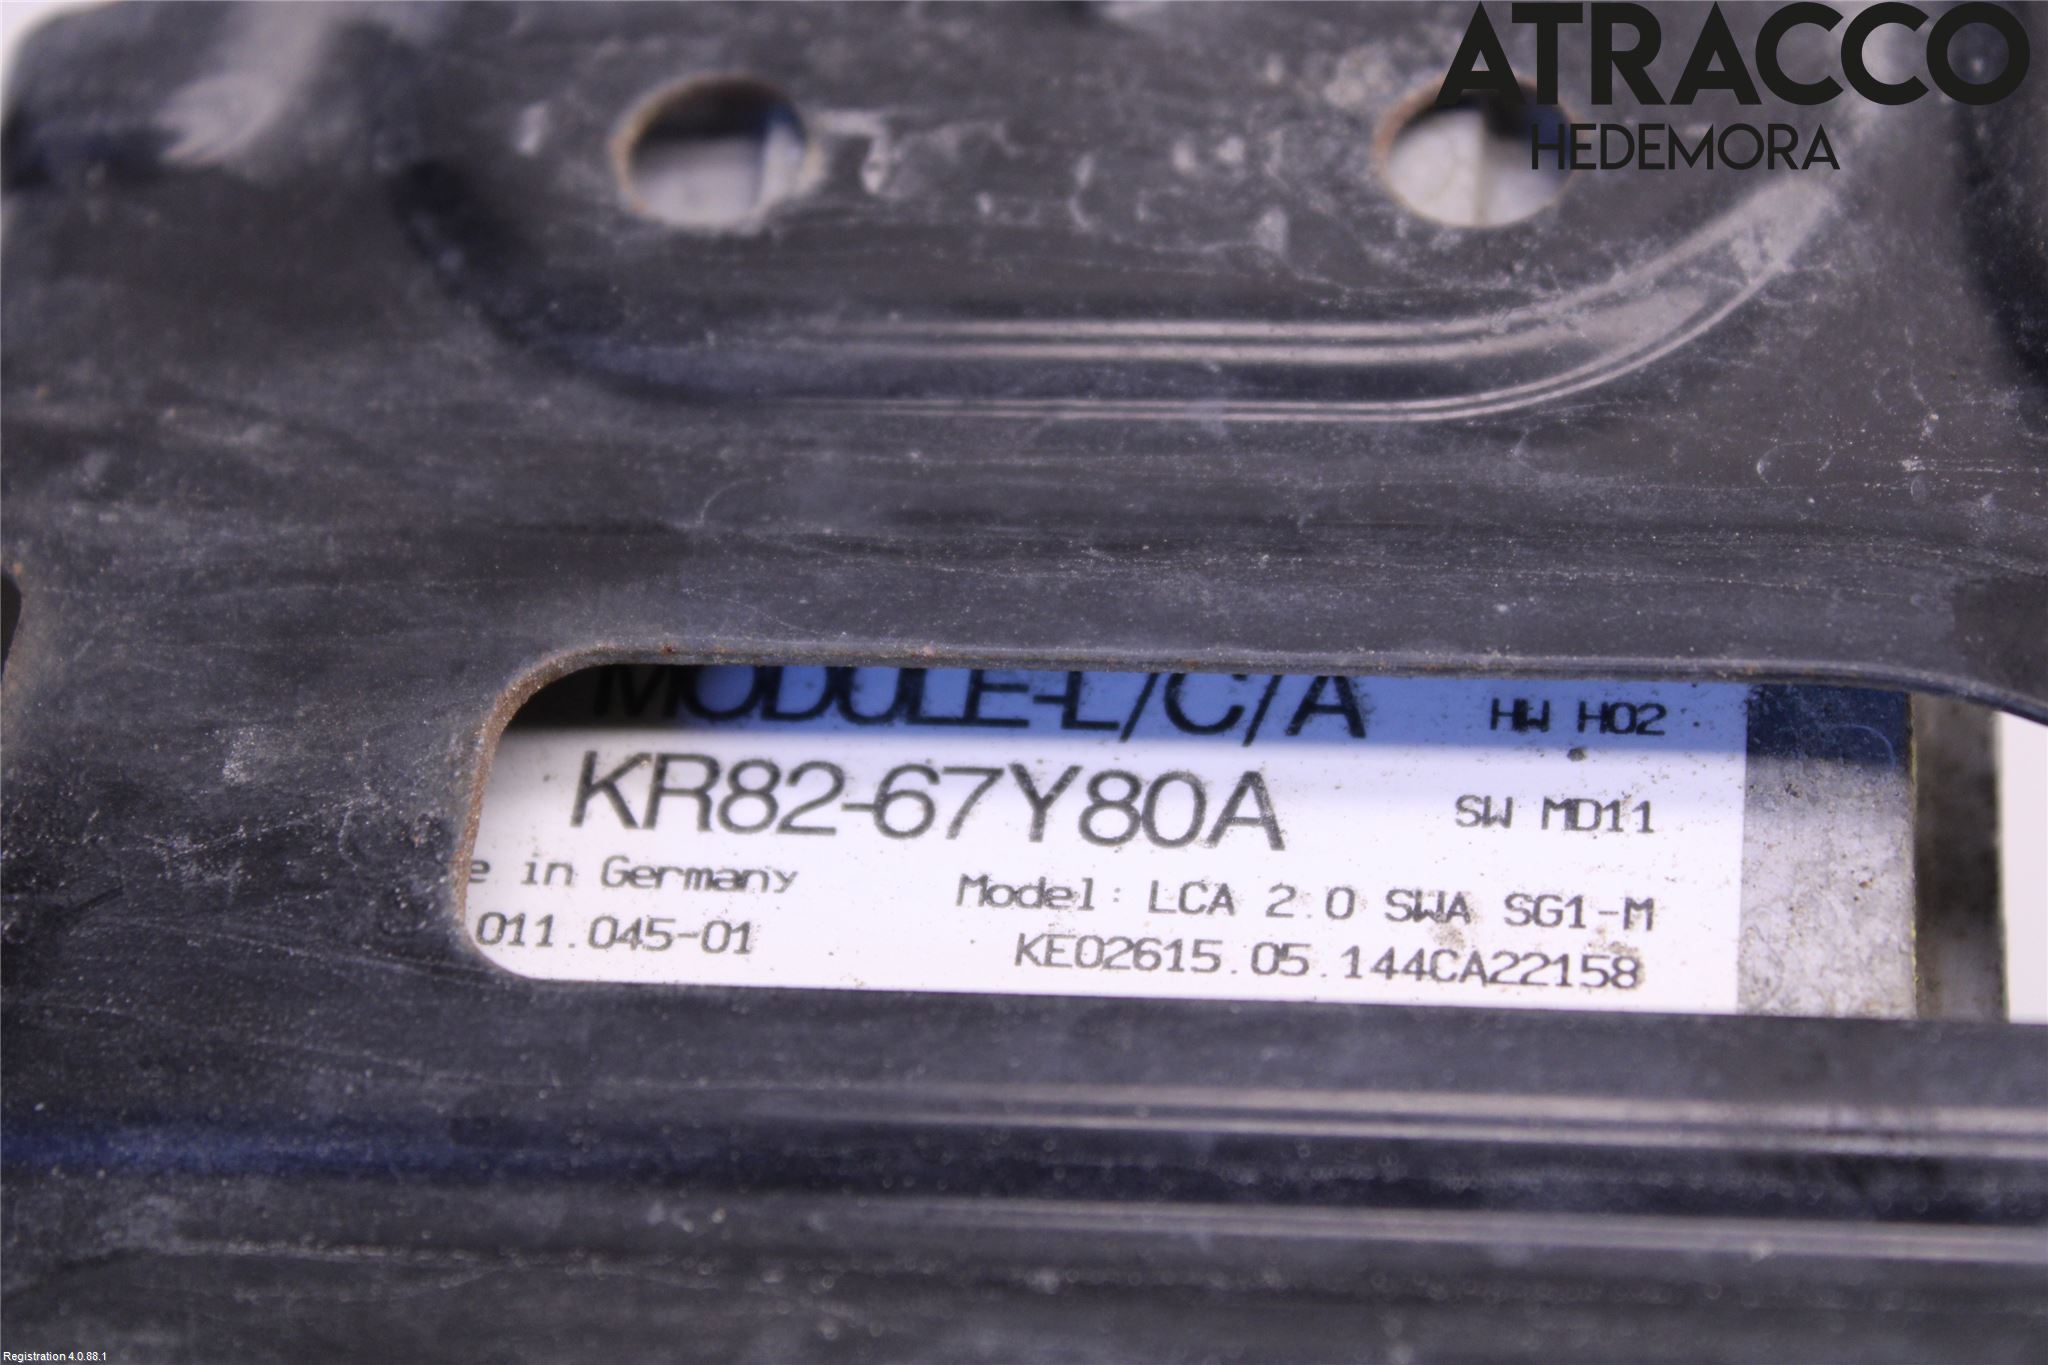 ATRACCO
HEDEMORA
MODULE-L/C/A HW H02
KR82-67Y80A SW MD11
e in Germany Model: LCA 2.0 SWA SG1-M
011.045-01 KE02615.05.144CA22158
Registration 4.0.88.1